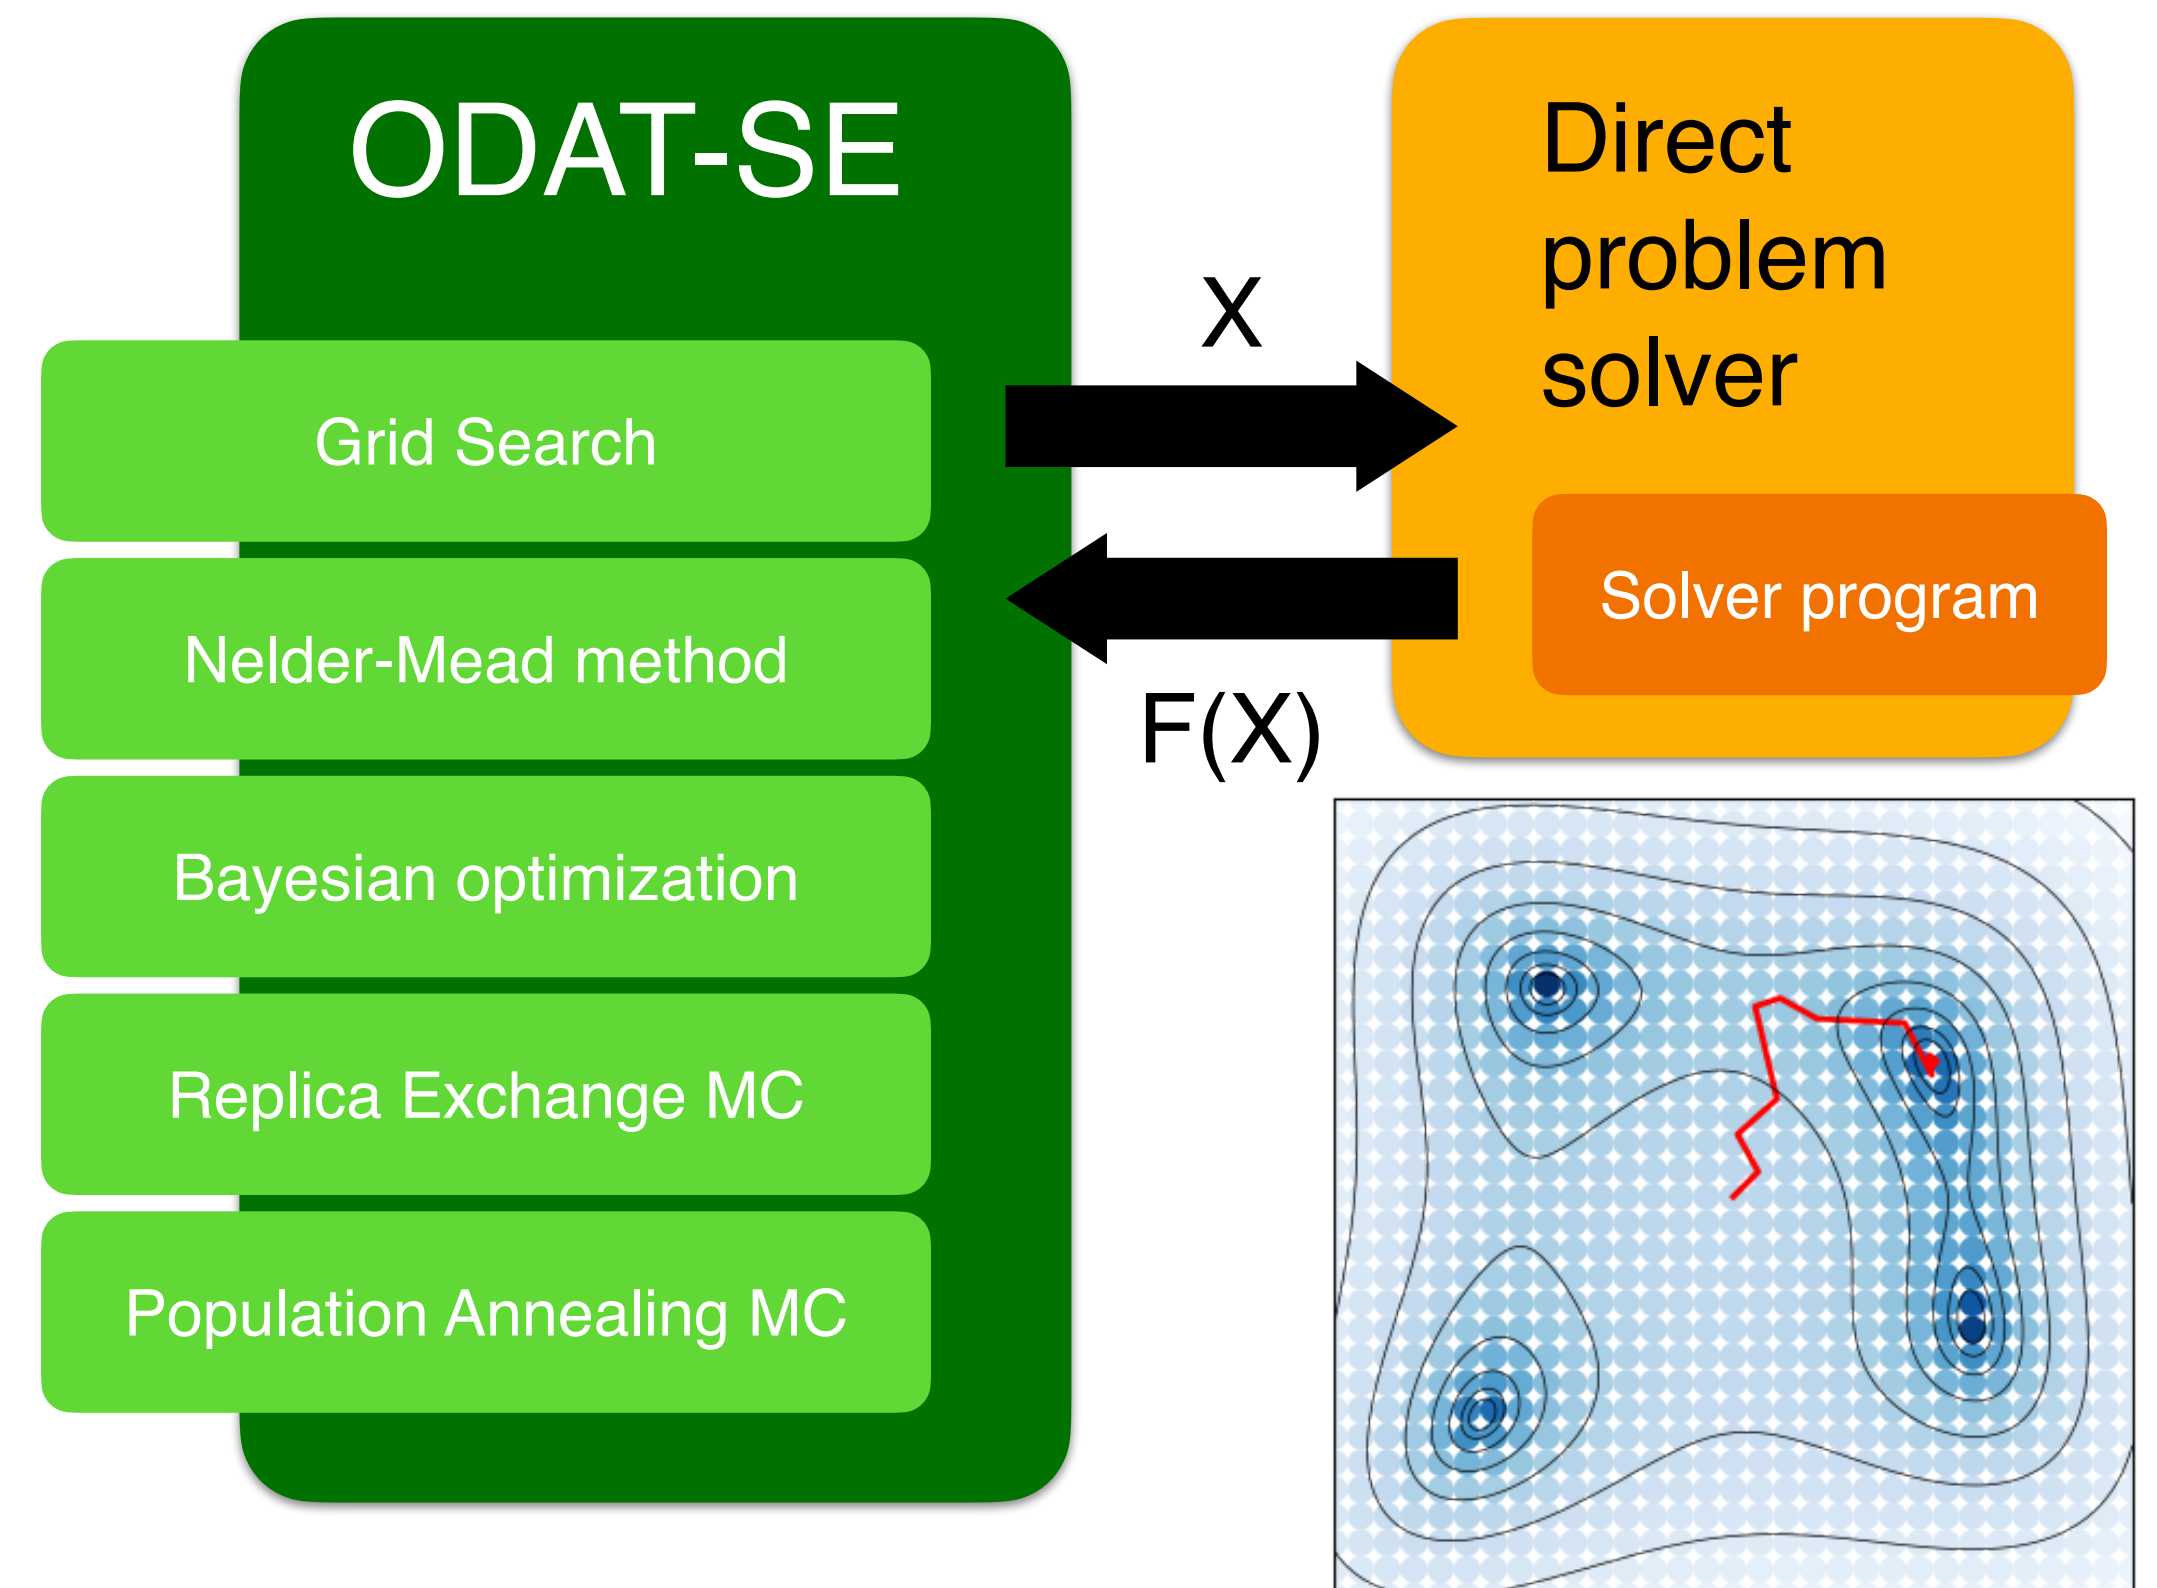 ODAT-SE
Grid Search
Nelder-Mead method
Bayesian optimization
Replica Exchange MC
Population Annealing MC
X
F(X)
Direct
problem
solver
Solver program